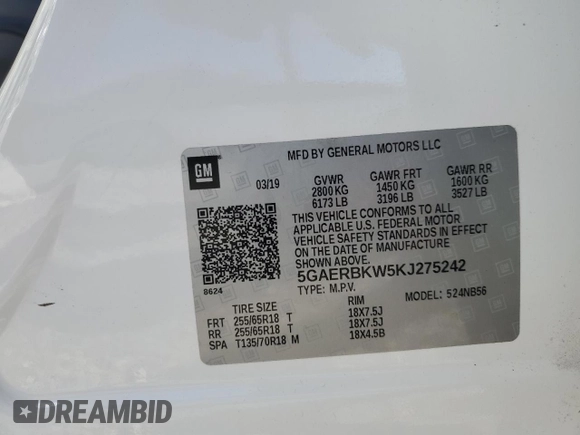 GM
MFD BY GENERAL MOTORS LLC
03/19 GVWR GAWR FRT GAWR RR
2800 KG 1450 KG 1600 KG
6173 LB 3196 LB 3527 LB
THIS VEHICLE CONFORMS TO ALL
APPLICABLE U.S. FEDERAL MOTOR
VEHICLE SAFETY STANDARDS IN EFFECT
ON THE DATE OF MANUFACTURE
SHOWN ABOVE.
5GAERBKW5KJ275242
8624
TYPE: M.P.V. MODEL: 524NB56
TIRE SIZE RIM
FRT 255/65R18 T 18X7.5J
RR 255/65R18 T 18X7.5J
SPA T135/70R18 M 18X4.5B
DREAMBID